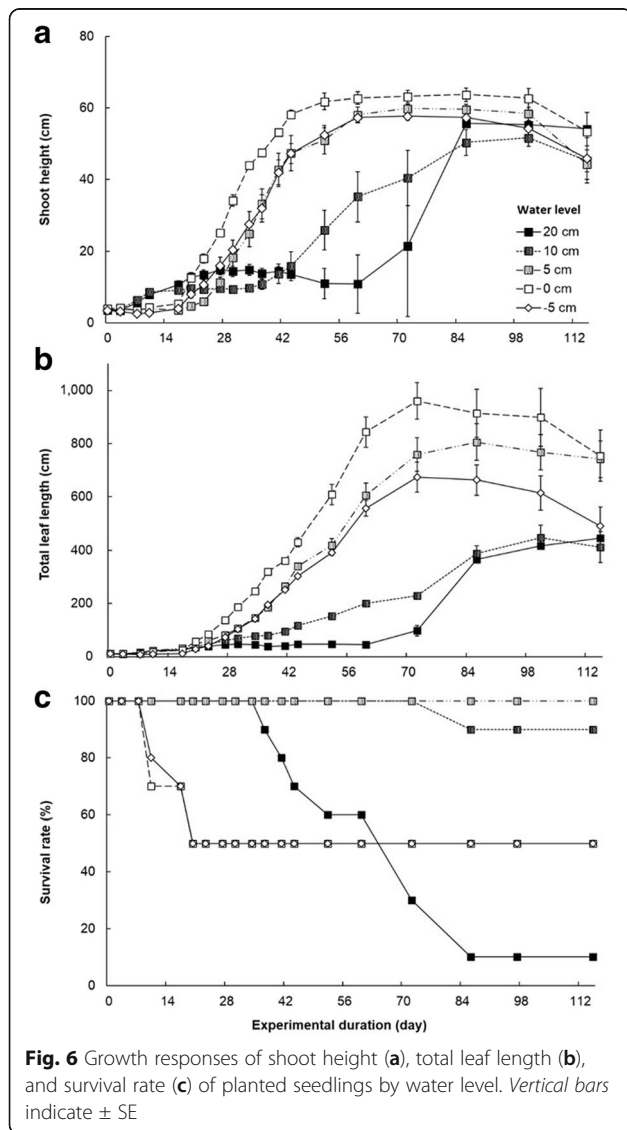 a
80
60
40
20
0
Shoot height (cm)
Water level
20 cm
10 cm
5 cm
0 cm
-5 cm
0 14 28 42 56 70 84 98 112
b
1,000
800
600
400
200
0
Total leaf length (cm)
0 14 28 42 56 70 84 98 112
c
100
80
60
40
20
0
Survival rate (%)
0 14 28 42 56 70 84 98 112
Experimental duration (day)
Fig. 6 Growth responses of shoot height (a), total leaf length (b),
and survival rate (c) of planted seedlings by water level. Vertical bars
indicate ± SE